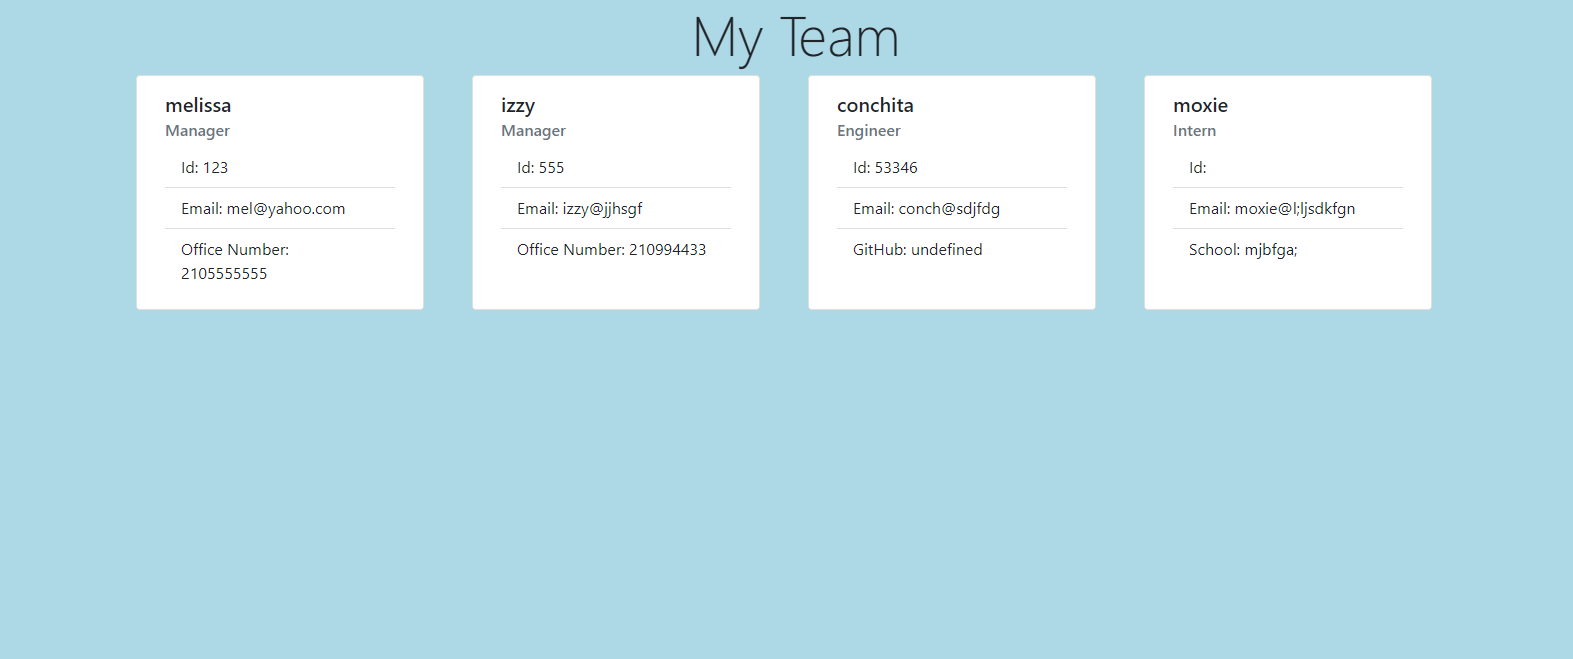 My Team
melissa
Manager
Id: 123
Email: mel@yahoo.com
Office Number:
2105555555
izzy
Manager
Id: 555
Email: izzy@jjhsgf
Office Number: 210994433
conchita
Engineer
Id: 53346
Email: conch@sdjfdg
GitHub: undefined
moxie
Intern
Id:
Email: moxie@l;ljsdkfgn
School: mjbfga;